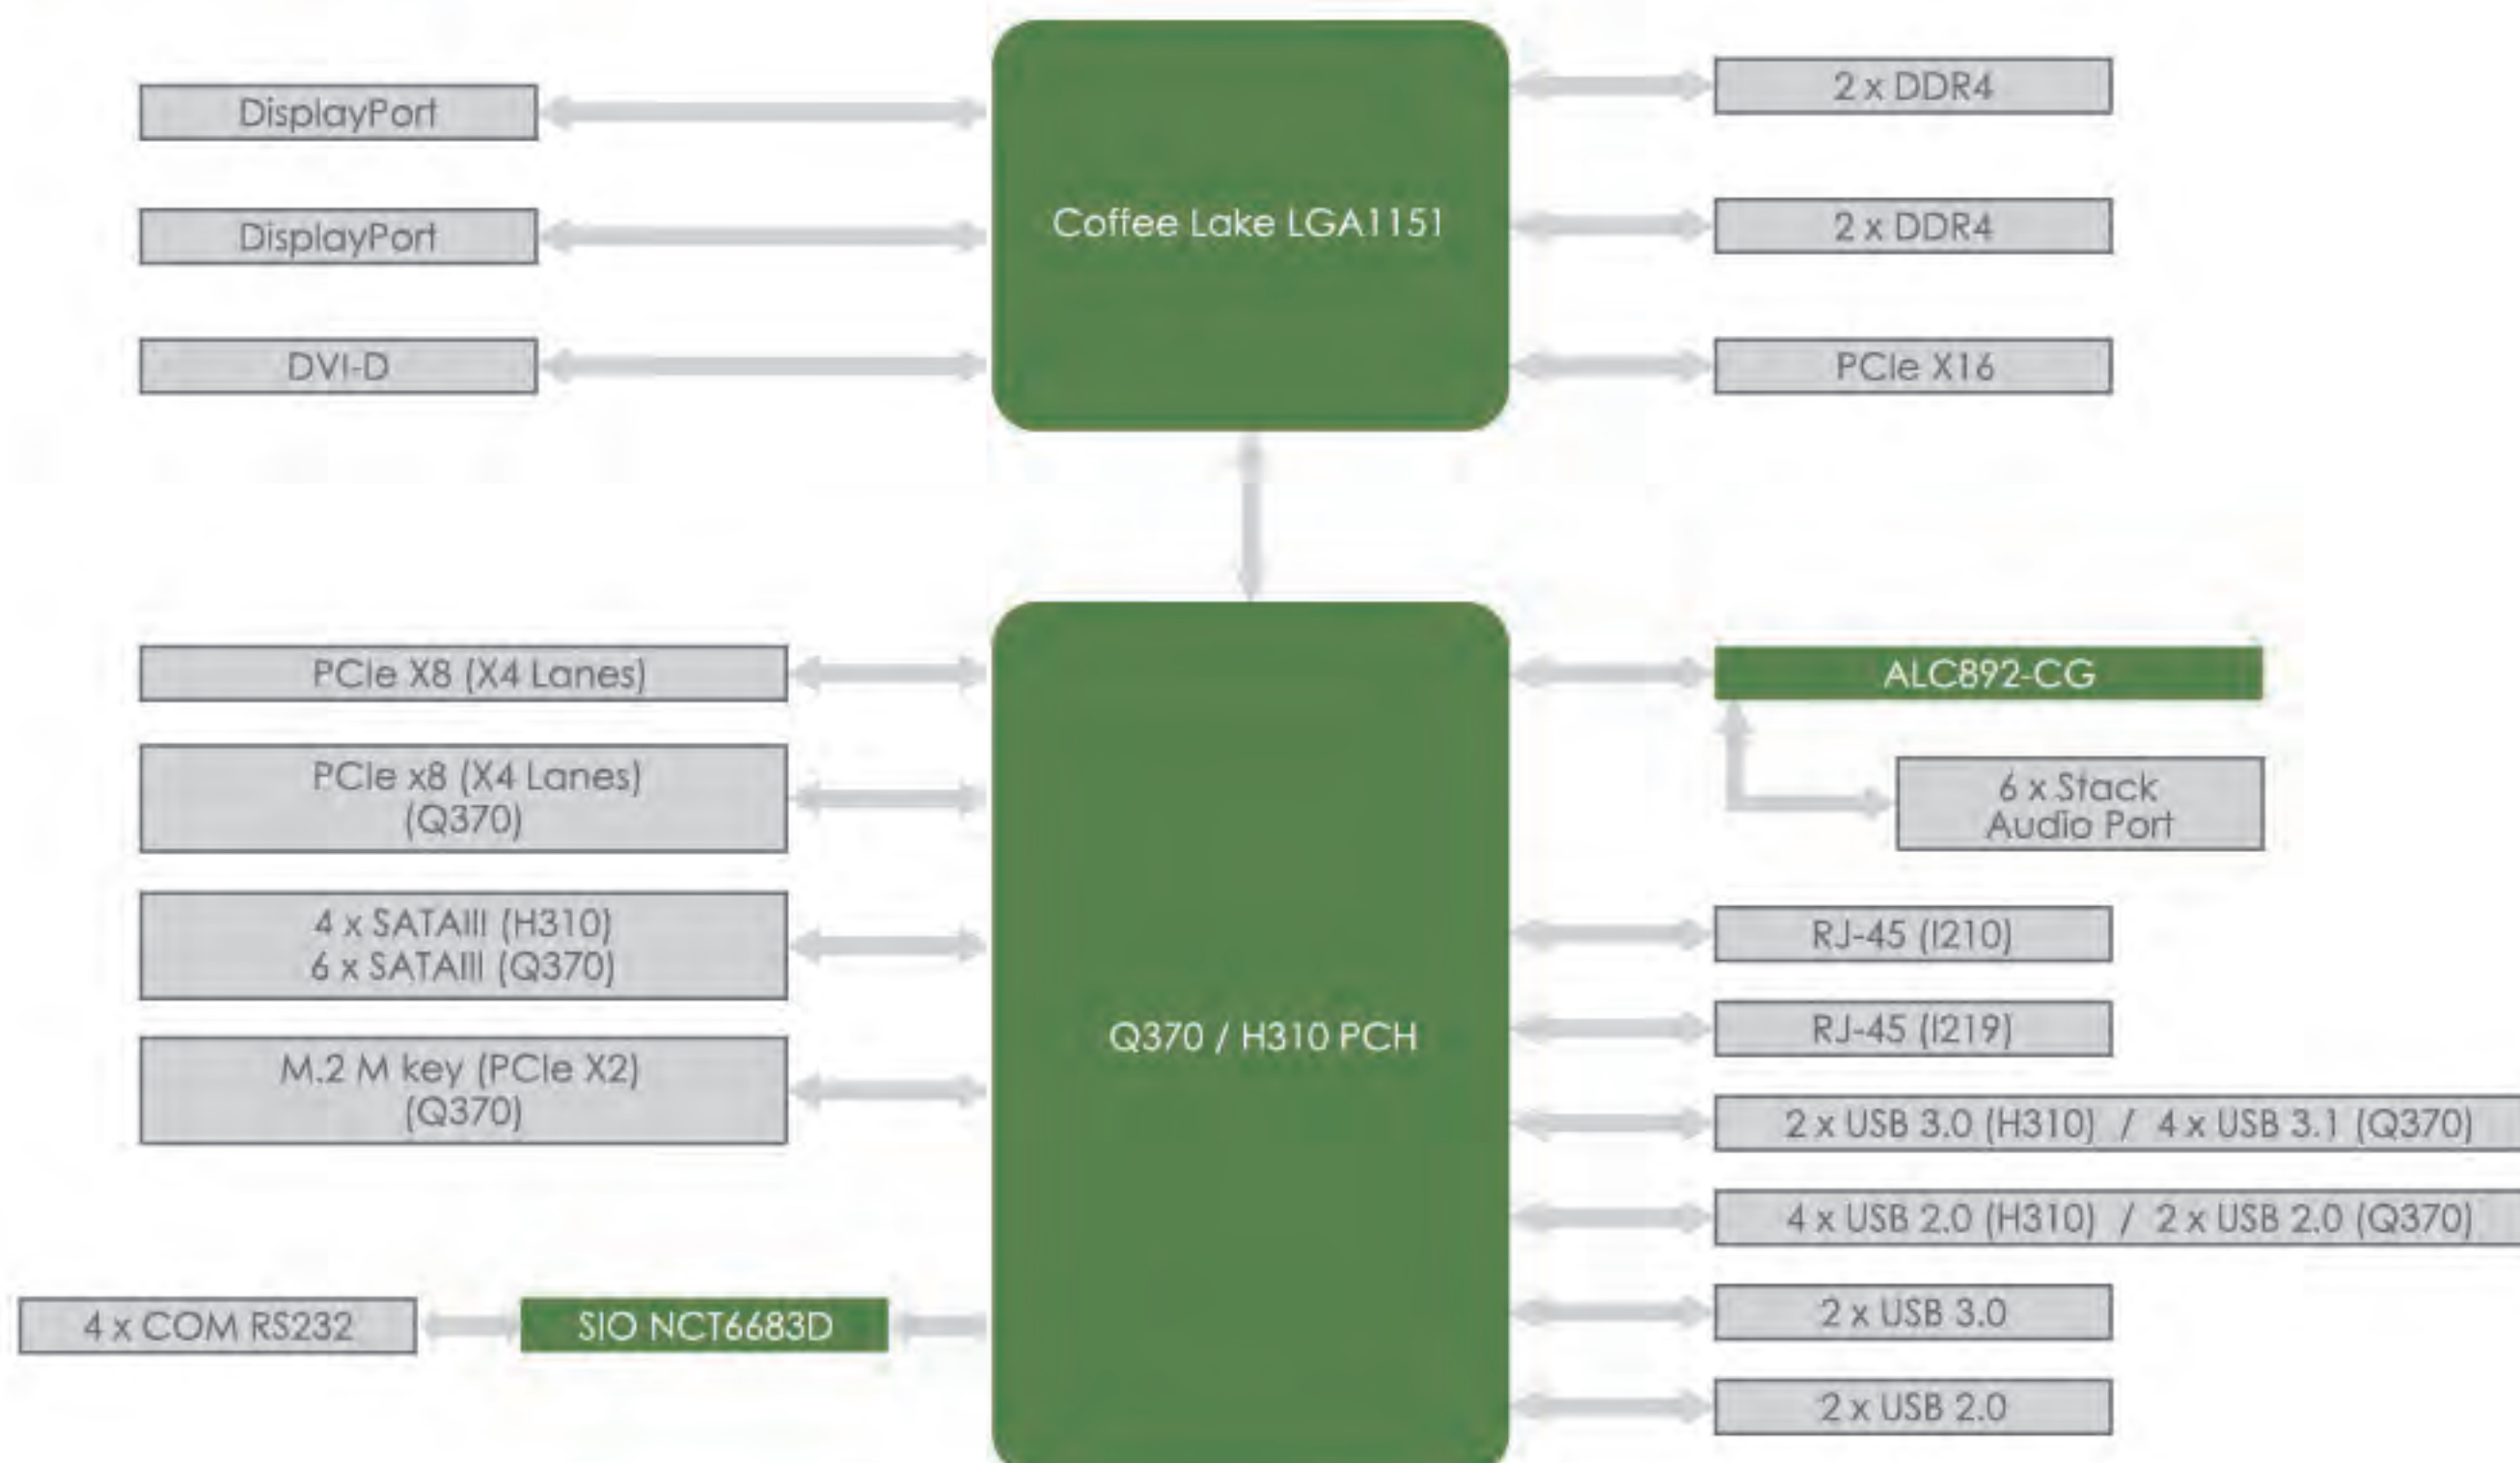 DisplayPort
DisplayPort
DVI-D
Coffee Lake LGA1151
2 x DDR4
2 x DDR4
PCIe X16
PCIe X8 (X4 Lanes)
PCIe x8 (X4 Lanes)
(Q370)
4 x SATAIII (H310)
6 x SATAIII (Q370)
M.2 M key (PCIe X2)
(Q370)
4 x COM RS232
SIO NCT6683D
Q370 / H310 PCH
ALC892-CG
6 x Stack
Audio Port
RJ-45 (I210)
RJ-45 (I219)
2 x USB 3.0 (H310) / 4 x USB 3.1 (Q370)
4 x USB 2.0 (H310) / 2 x USB 2.0 (Q370)
2 x USB 3.0
2 x USB 2.0